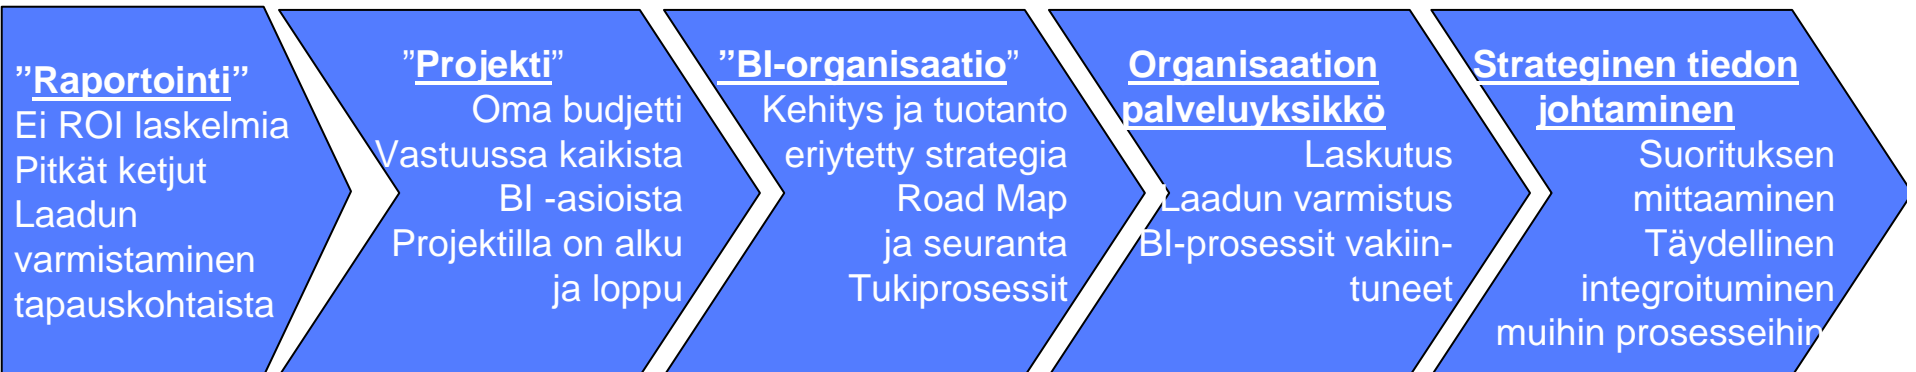 ”Raportointi”
Ei ROI laskelmia
Pitkät ketjut
Laadun
varmistaminen
tapauskohtaista
”Projekti”
Oma budjetti
Vastuussa kaikista
BI -asioista
Projektilla on alku
ja loppu
”BI-organisaatio”
Kehitys ja tuotanto
eriytetty strategia
Road Map
ja seuranta
Tukiprosessit
Organisaation
palveluyksikkö
Laskutus
Laadun varmistus
BI-prosessit vakiin-
tuneet
Strateginen tiedon
johtaminen
Suorituksen
mittaaminen
Täydellinen
integroituminen
muihin prosesseihin